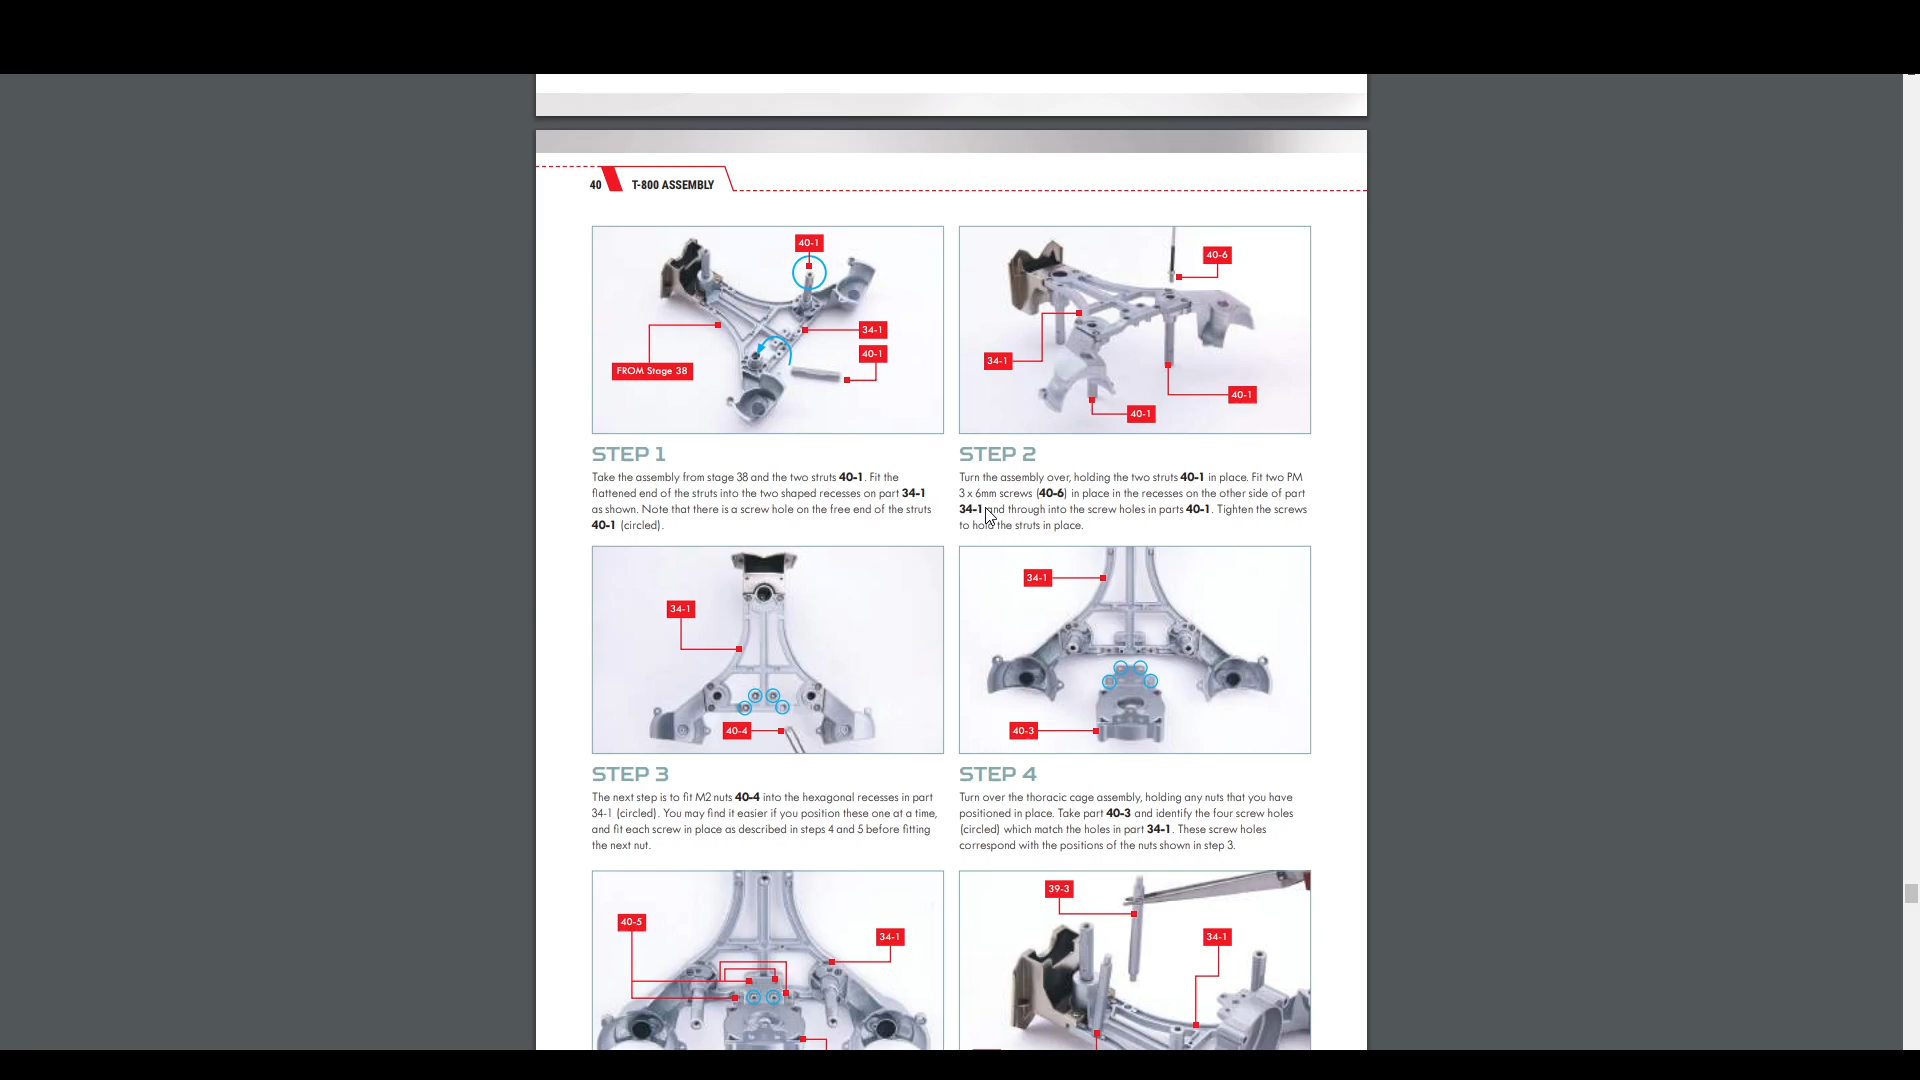 40 T-800 ASSEMBLY
40-1
34-1
40-1
FROM Stage 38
40-6
34-1
40-1
40-1
STEP 1
Take the assembly from stage 38 and the two struts 40-1. Fit the
flattened end of the struts into the two shaped recesses on part 34-1
as shown. Note that there is a screw hole on the free end of the struts
40-1 (circled).
STEP 2
Turn the assembly over, holding the two struts 40-1 in place. Fit two PM
3 x 6mm screws (40-6) in place in the recesses on the other side of part
34-1 and through into the screw holes in parts 40-1. Tighten the screws
to hold the struts in place.
34-1
40-4
34-1
40-3
STEP 3
The next step is to fit M2 nuts 40-4 into the hexagonal recesses in part
34-1 (circled). You may find it easier if you position these one at a time,
and fit each screw in place as described in steps 4 and 5 before fitting
the next nut.
STEP 4
Turn over the thoracic cage assembly, holding any nuts that you have
positioned in place. Take part 40-3 and identify the four screw holes
(circled) which match the holes in part 34-1. These screw holes
correspond with the positions of the nuts shown in step 3.
40-5
34-1
39-3
34-1